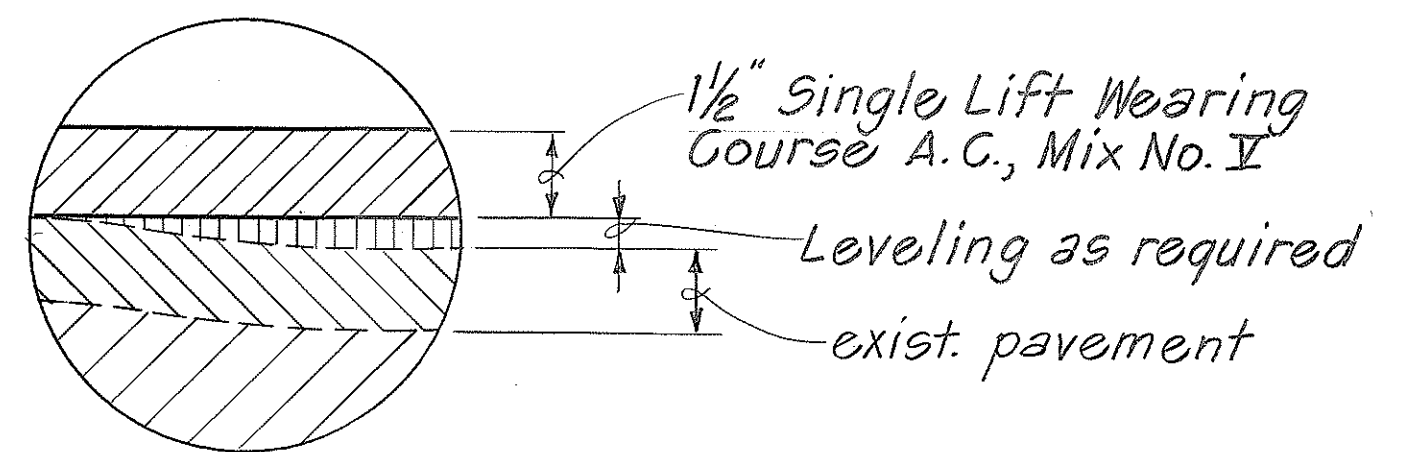 1½" Single Lift Wearing
Course A.C., Mix No. V
Leveling as required
exist. pavement